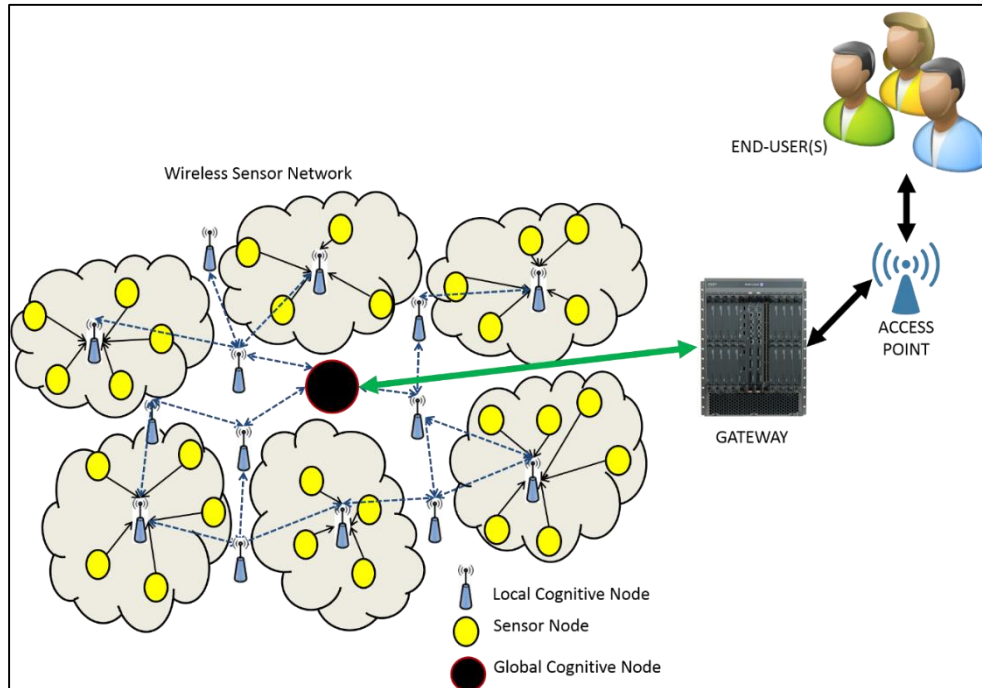 END-USER(S)
Wireless Sensor Network
ACCESS
POINT
GATEWAY
Local Cognitive Node
Sensor Node
Global Cognitive Node